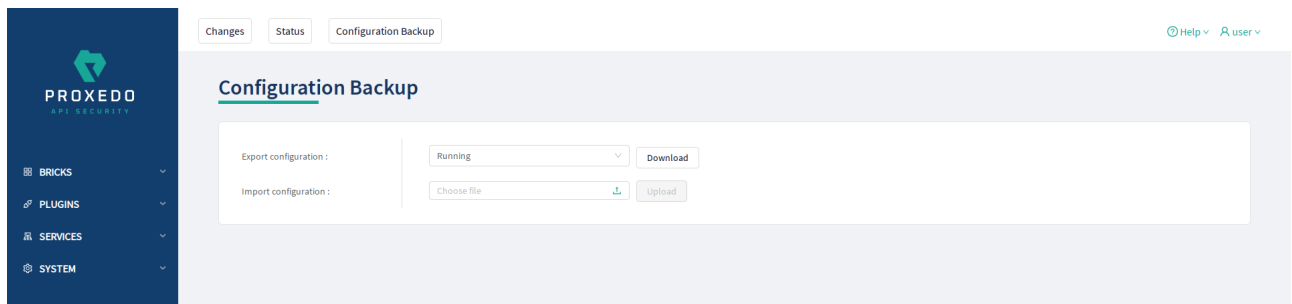 Changes
Status
Configuration Backup
Help
user
PROXEDO
API SECURITY
BRICKS
PLUGINS
SERVICES
SYSTEM
Configuration Backup
Export configuration :
Running
Download
Import configuration :
Choose file
Upload